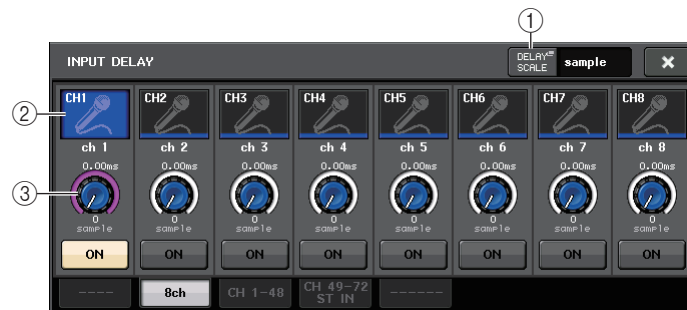 ①
INPUT DELAY
DELAY SCALE sample ×
②
CH1 CH2 CH3 CH4 CH5 CH6 CH7 CH8
ch 1 ch 2 ch 3 ch 4 ch 5 ch 6 ch 7 ch 8
0.00ms 0.00ms 0.00ms 0.00ms 0.00ms 0.00ms 0.00ms 0.00ms
③
0 0 0 0 0 0 0 0
sample sample sample sample sample sample sample sample
ON ON ON ON ON ON ON ON
---- 8ch CH 1-48 CH 49-72 ------
ST IN